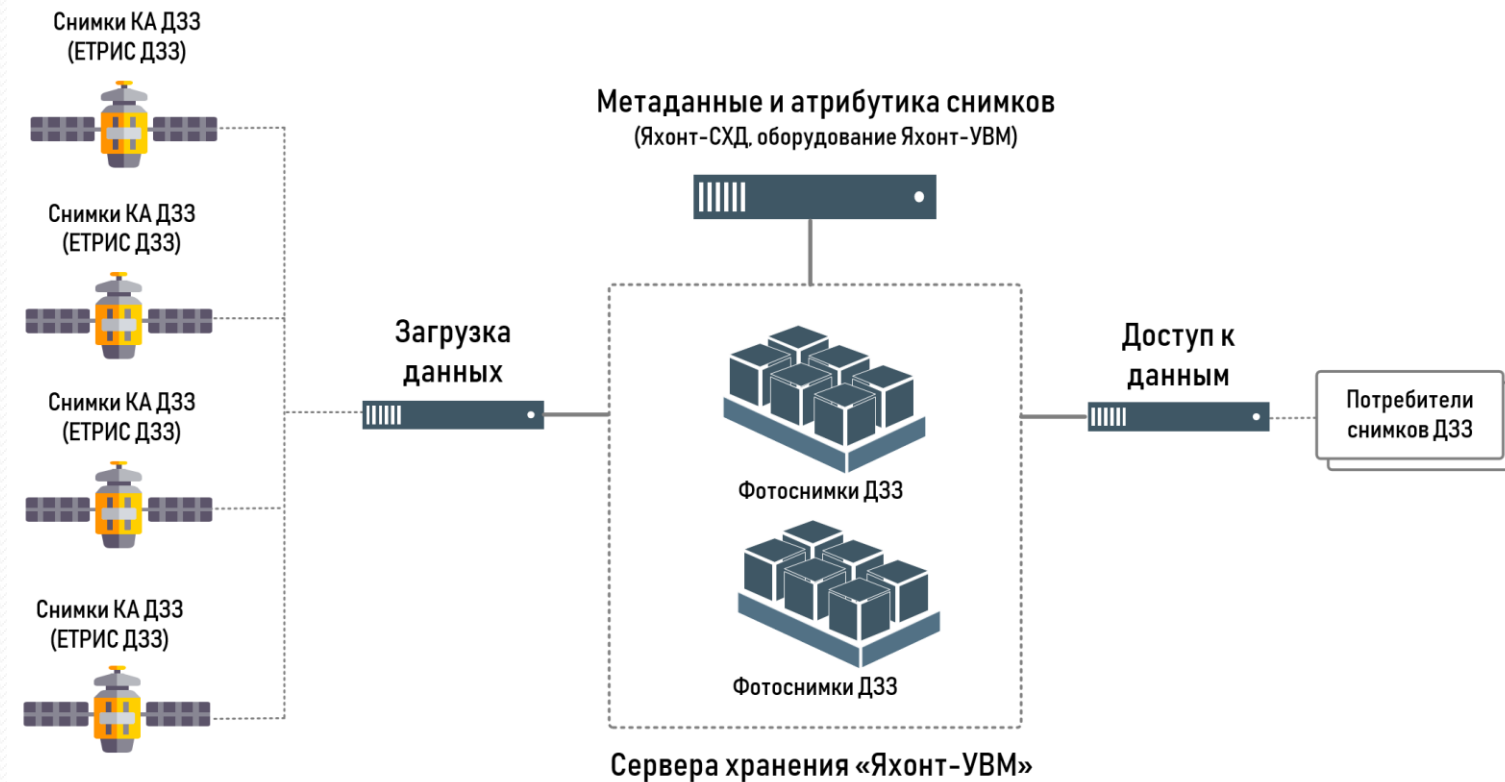 Снимки КА ДЗЗ
(ЕТРИС ДЗЗ)
Снимки КА ДЗЗ
(ЕТРИС ДЗЗ)
Снимки КА ДЗЗ
(ЕТРИС ДЗЗ)
Снимки КА ДЗЗ
(ЕТРИС ДЗЗ)
Загрузка
данных
Метаданные и атрибутика снимков
(Яхонт-СХД, оборудование Яхонт-УВМ)
Фотоснимки ДЗЗ
Фотоснимки ДЗЗ
Сервера хранения «Яхонт-УВМ»
Доступ к
данным
Потребители
снимков ДЗЗ